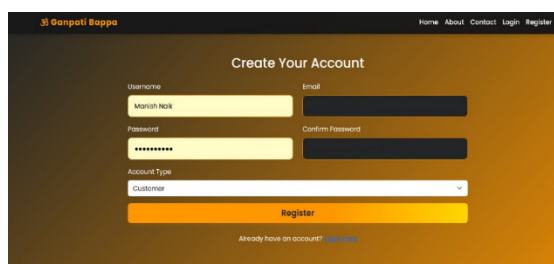 ॐ Ganpati Bappa
Home About Contact Login Register
Create Your Account
Username Email
Manish Naik
Password Confirm Password
••••••••••
Account Type
Customer
Register
Already have an account?